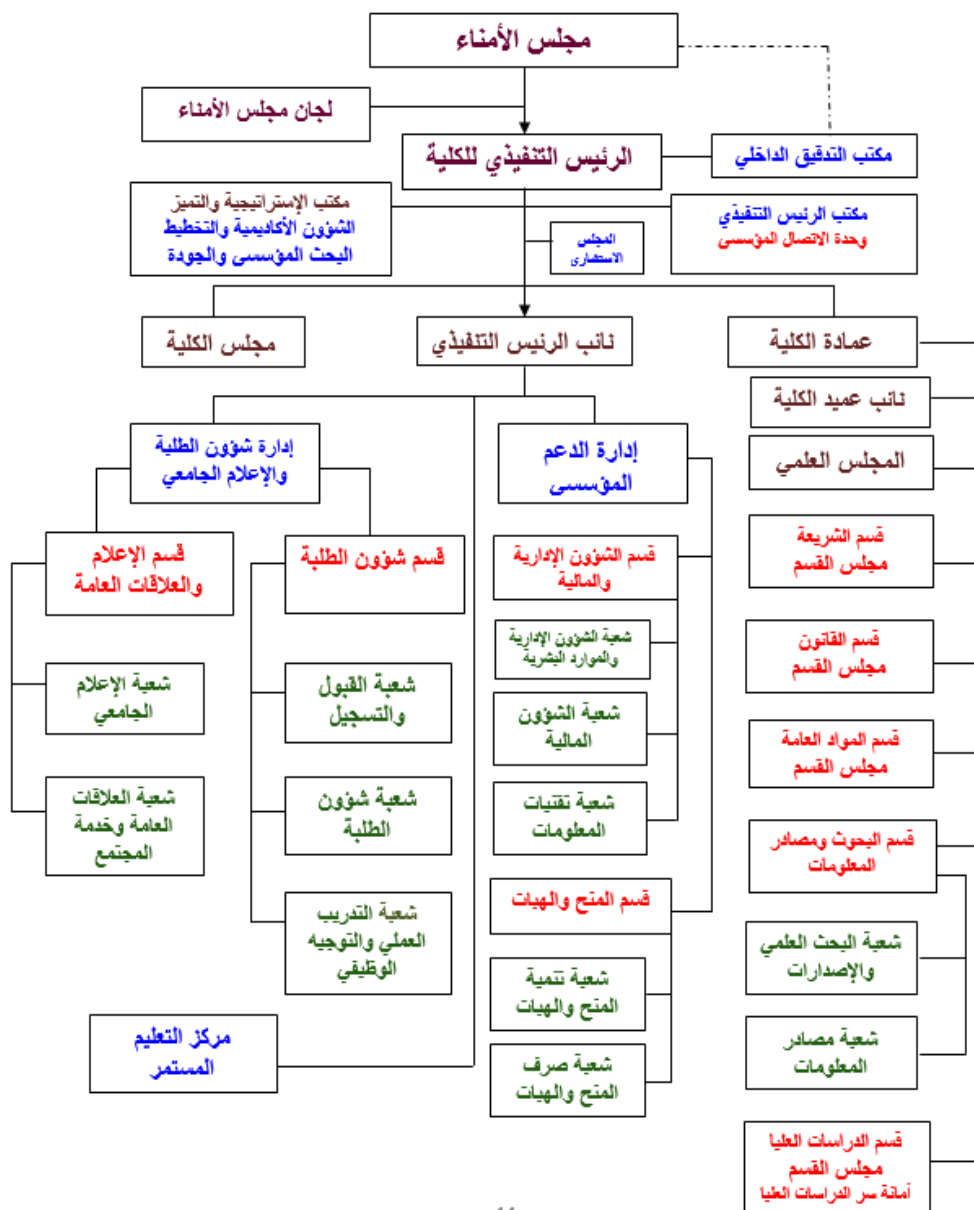 مجلس الأمناء
لجان مجلس الأمناء
الرئيس التنفيذي للكلية
مكتب التدقيق الداخلي
مكتب الرئيس التنفيذي
وحدة الاتصال المؤسسي
المجلس
الاستشاري
مكتب الإستراتيجية والتميز
الشؤون الأكاديمية والتخطيط
البحث المؤسسي والجودة
عمادة الكلية
نائب الرئيس التنفيذي
مجلس الكلية
نائب عميد الكلية
المجلس العلمي
قسم الشريعة
مجلس القسم
قسم القانون
مجلس القسم
قسم المواد العامة
مجلس القسم
قسم البحوث ومصادر
المعلومات
شعبة البحث العلمي
والإصدارات
شعبة مصادر
المعلومات
قسم الدراسات العليا
مجلس القسم
أمانة سر الدراسات العليا
إدارة الدعم
المؤسسي
قسم الشؤون الإدارية
والمالية
شعبة الشؤون الإدارية
والموارد البشرية
شعبة الشؤون
المالية
شعبة تقنيات
المعلومات
قسم المنح والهبات
شعبة تنمية
المنح والهبات
شعبة صرف
المنح والهبات
إدارة شؤون الطلبة
والإعلام الجامعي
قسم شؤون الطلبة
شعبة القبول
والتسجيل
شعبة شؤون
الطلبة
شعبة التدريب
العملي والتوجيه
الوظيفي
قسم الإعلام
والعلاقات العامة
شعبة الإعلام
الجامعي
شعبة العلاقات
العامة وخدمة
المجتمع
مركز التعليم
المستمر